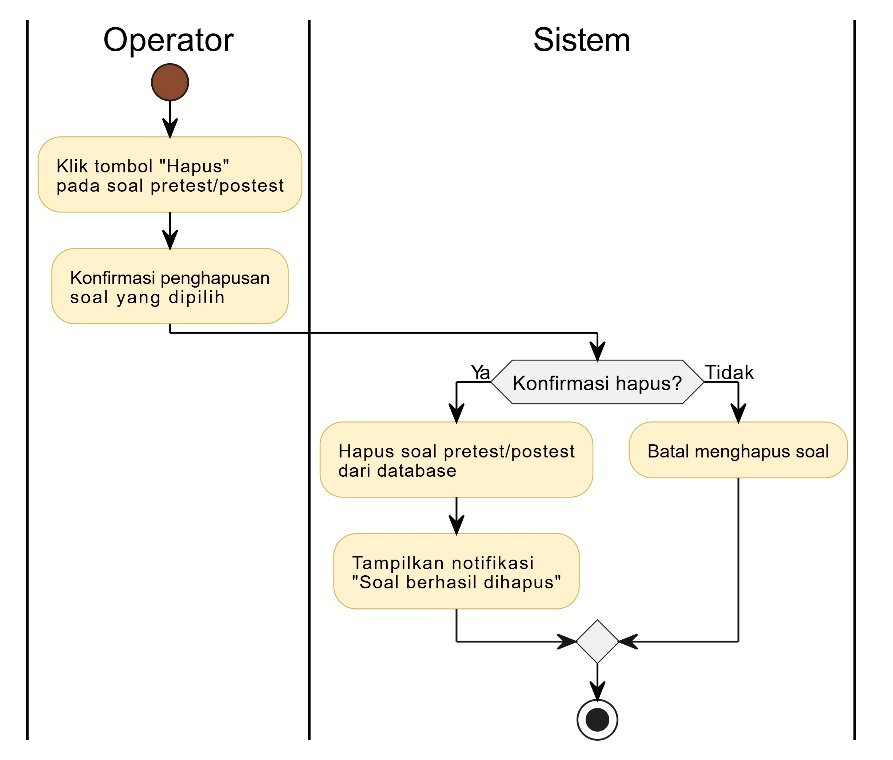 Operator
Sistem
Klik tombol "Hapus"
pada soal pretest/postest
Konfirmasi penghapusan
soal yang dipilih
Konfirmasi hapus?
Ya
Tidak
Hapus soal pretest/postest
dari database
Batal menghapus soal
Tampilkan notifikasi
"Soal berhasil dihapus"